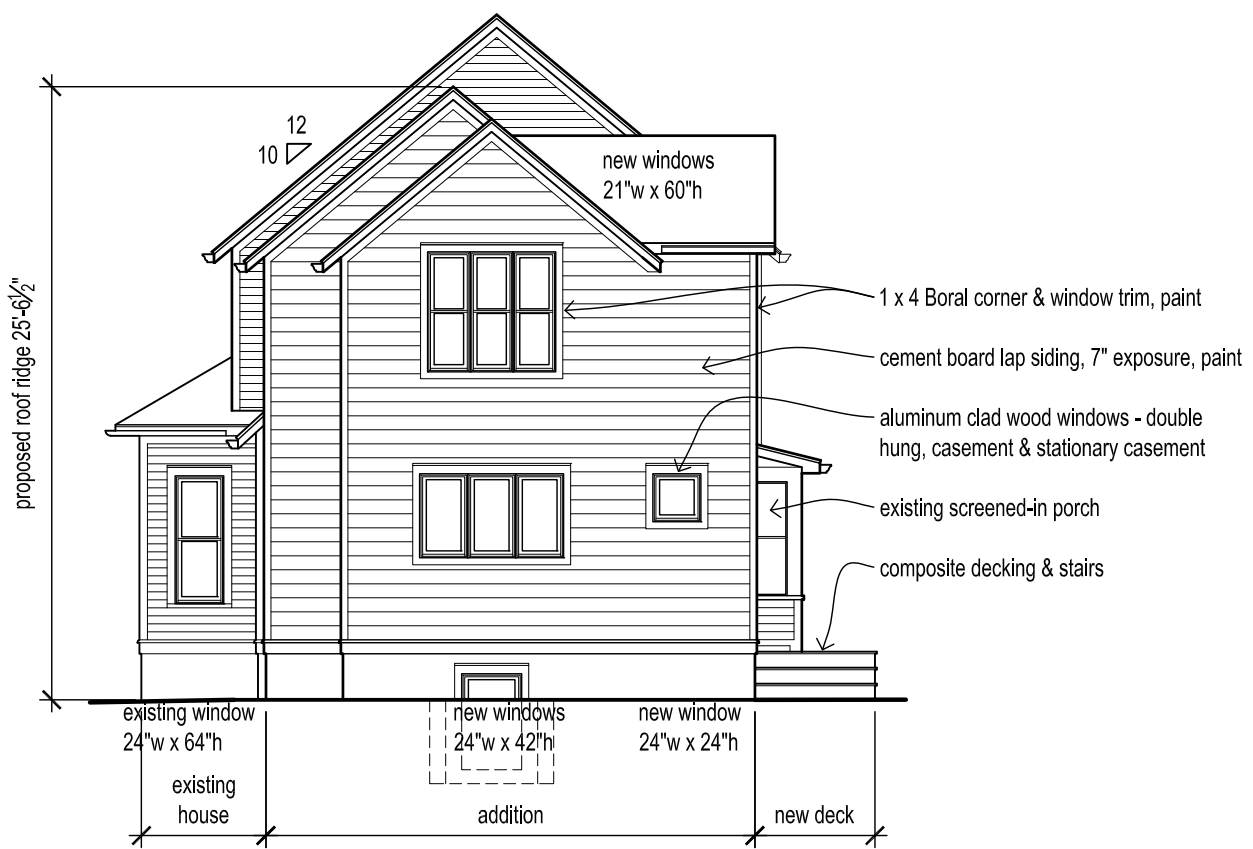 12
10
new windows
21"w x 60"h
proposed roof ridge 25'-6½"
1 x 4 Boral corner & window trim, paint
cement board lap siding, 7" exposure, paint
aluminum clad wood windows - double
hung, casement & stationary casement
existing screened-in porch
composite decking & stairs
existing window
24"w x 64"h
new windows
24"w x 42"h
new window
24"w x 24"h
existing
house
addition
new deck